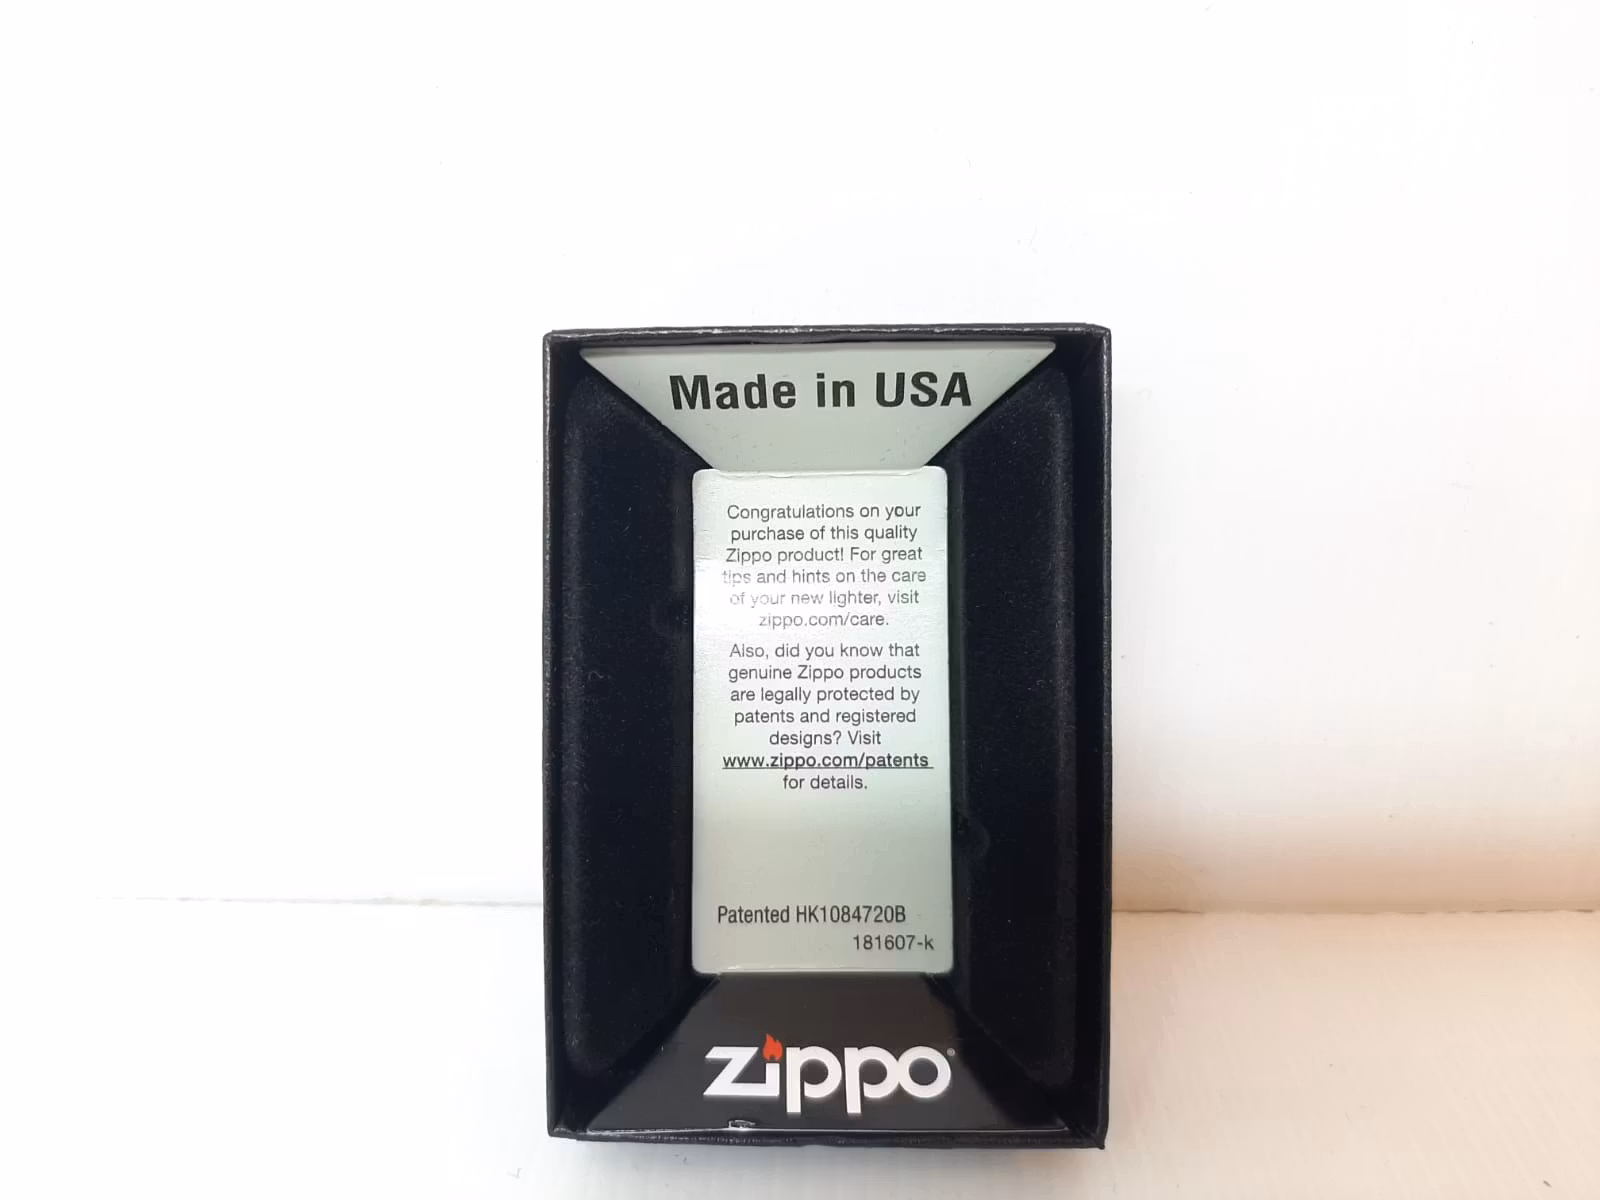 Made in USA
Congratulations on your
purchase of this quality
Zippo product! For great
tips and hints on the care
of your new lighter, visit
zippo.com/care.
Also, did you know that
genuine Zippo products
are legally protected by
patents and registered
designs? Visit
www.zippo.com/patents
for details.
Patented HK1084720B
181607-k
zippo®